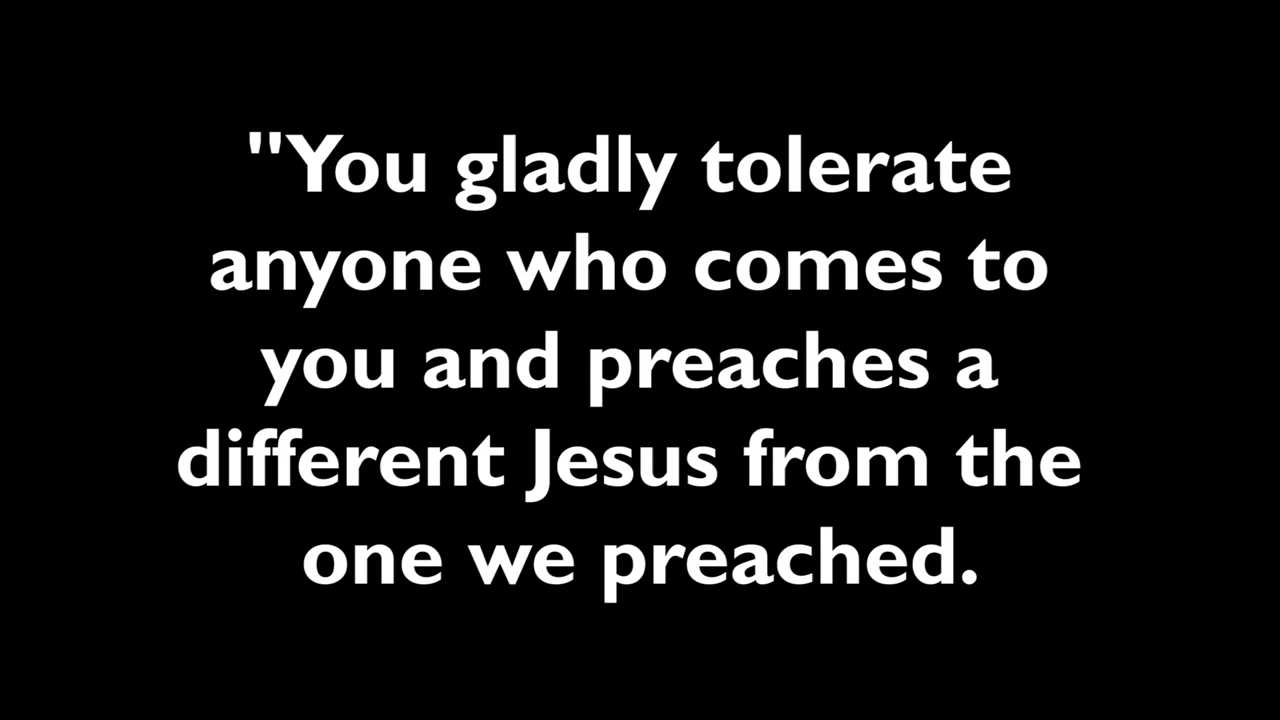 "You gladly tolerate
anyone who comes to
you and preaches a
different Jesus from the
one we preached.